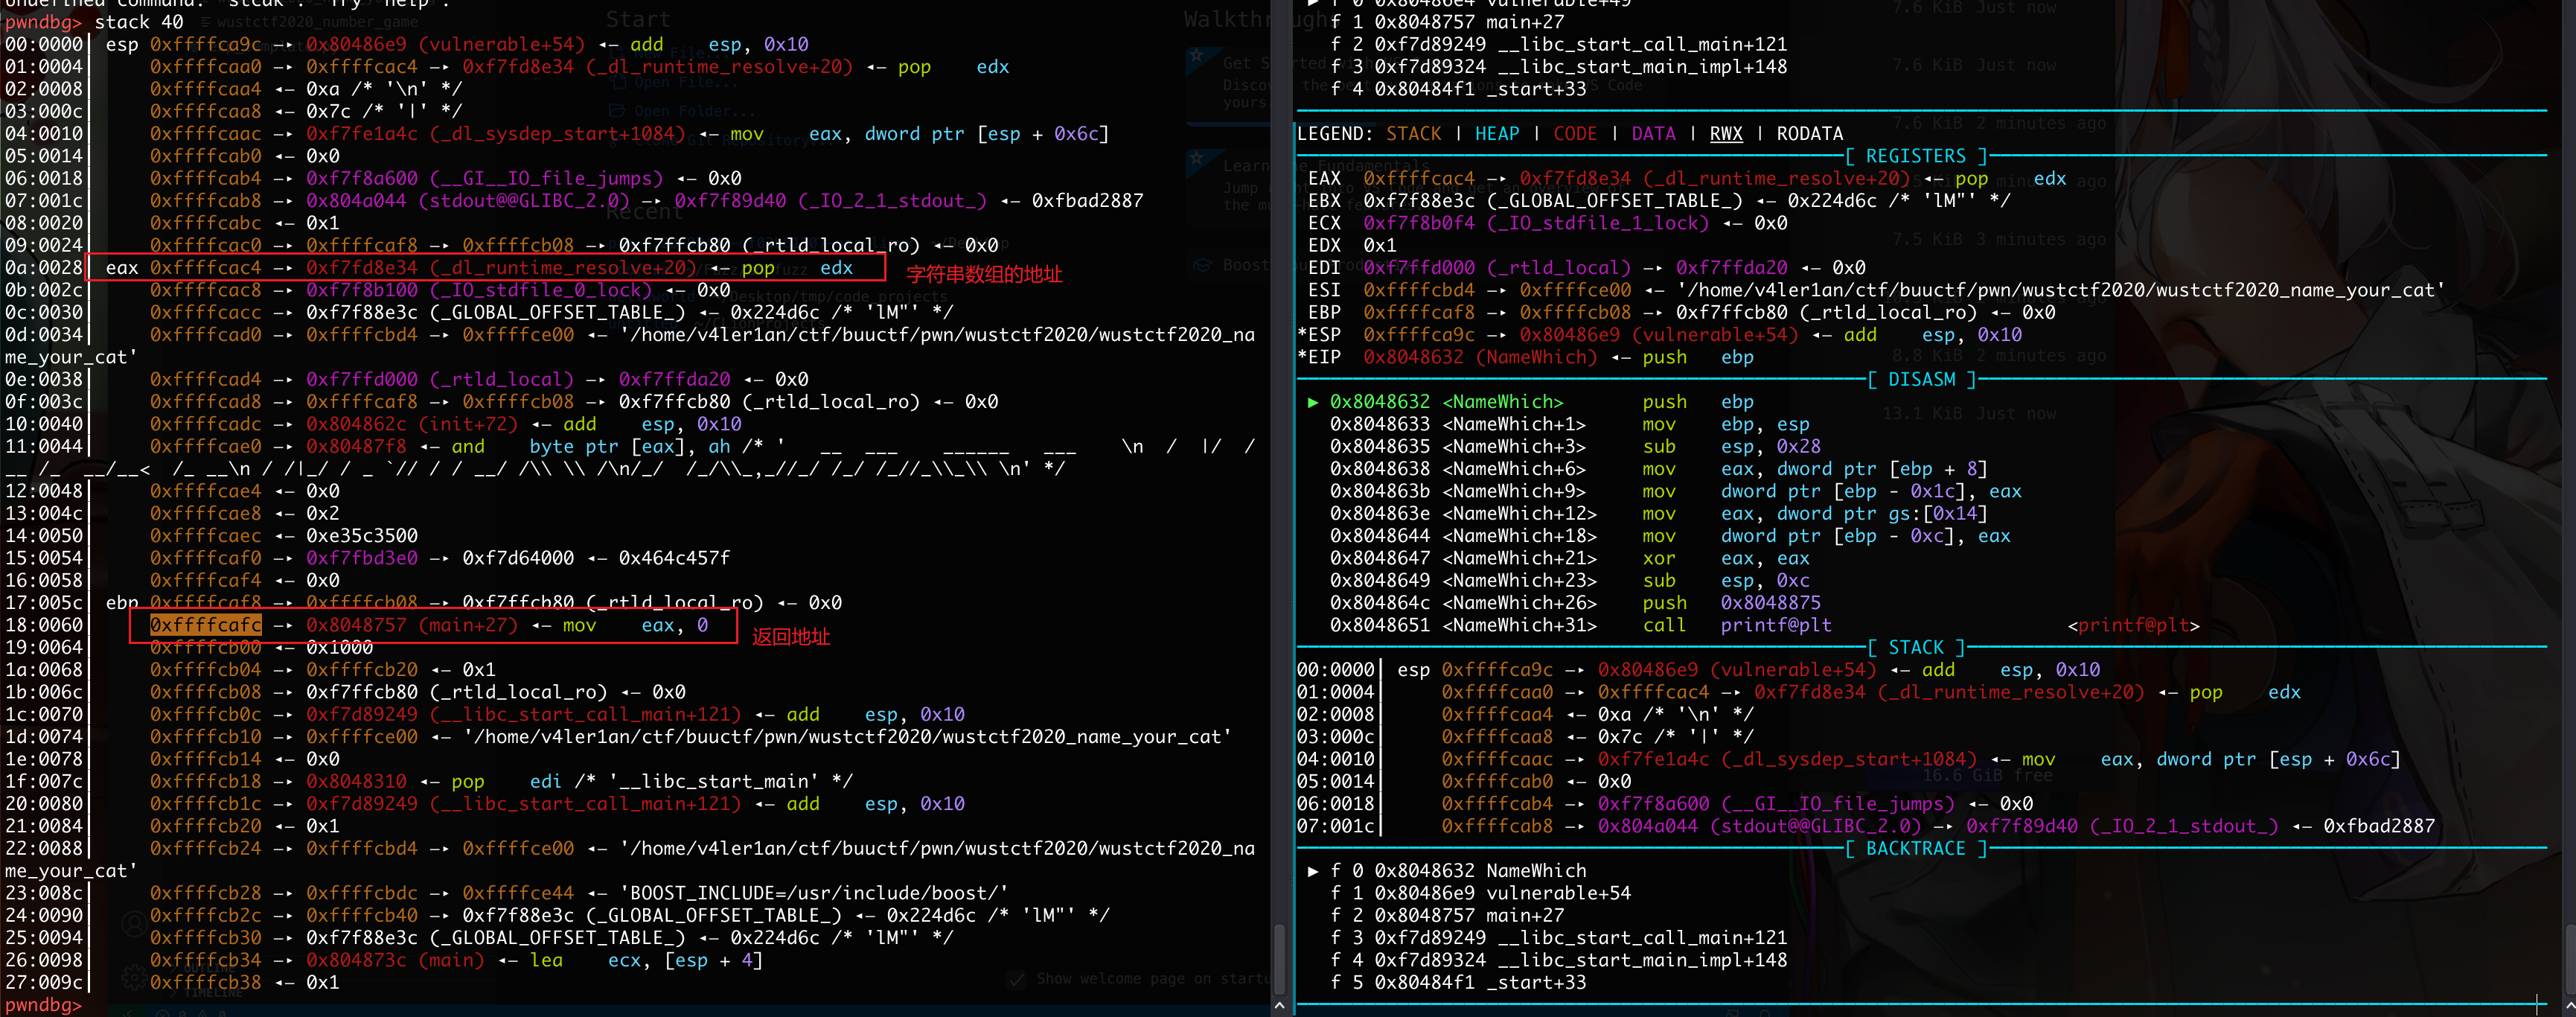 Undefined command: "stcuk". Try "help".
pwndbg> stack 40
00:0000│ esp 0xffffca9c —▸ 0x80486e9 (vulnerable+54) ◂— add    esp, 0x10
01:0004│     0xffffcaa0 —▸ 0xffffcac4 —▸ 0xf7fd8e34 (_dl_runtime_resolve+20) ◂— pop    edx
02:0008│     0xffffcaa4 ◂— 0xa /* '\n' */
03:000c│     0xffffcaa8 ◂— 0x7c /* '|' */
04:0010│     0xffffcaac —▸ 0xf7fe1a4c (_dl_sysdep_start+1084) ◂— mov    eax, dword ptr [esp + 0x6c]
05:0014│     0xffffcab0 ◂— 0x0
06:0018│     0xffffcab4 —▸ 0xf7f8a600 (__GI__IO_file_jumps) ◂— 0x0
07:001c│     0xffffcab8 —▸ 0x804a044 (stdout@@GLIBC_2.0) —▸ 0xf7f89d40 (_IO_2_1_stdout_) ◂— 0xfbad2887
08:0020│     0xffffcabc ◂— 0x1
09:0024│     0xffffcac0 —▸ 0xffffcaf8 —▸ 0xffffcb08 —▸ 0xf7ffcb80 (_rtld_local_ro) ◂— 0x0
0a:0028│ eax 0xffffcac4 —▸ 0xf7fd8e34 (_dl_runtime_resolve+20) ◂— pop    edx
字符串数组的地址
0b:002c│     0xffffcac8 —▸ 0xf7f8b100 (_IO_stdfile_0_lock) ◂— 0x0
0c:0030│     0xffffcacc —▸ 0xf7f88e3c (_GLOBAL_OFFSET_TABLE_) ◂— 0x224d6c /* 'lM"' */
0d:0034│     0xffffcad0 —▸ 0xffffcbd4 —▸ 0xffffce00 ◂— '/home/v4ler1an/ctf/buuctf/pwn/wustctf2020/wustctf2020_na
me_your_cat'
0e:0038│     0xffffcad4 —▸ 0xf7ffd000 (_rtld_local) —▸ 0xf7ffda20 ◂— 0x0
0f:003c│     0xffffcad8 —▸ 0xffffcaf8 —▸ 0xffffcb08 —▸ 0xf7ffcb80 (_rtld_local_ro) ◂— 0x0
10:0040│     0xffffcadc —▸ 0x804862c (init+72) ◂— add    esp, 0x10
11:0044│     0xffffcae0 —▸ 0x80487f8 ◂— and    byte ptr [eax], ah /* '   __  ___    ______   ___    \n  /  |/  /
__ /_  __/__<  /_ __\n / /|_/ / _ `// / / __/ /\\ \\ /\n/_/  /_/\\_,_//_/ /_/ /_//_\\_\\ \n' */
12:0048│     0xffffcae4 ◂— 0x0
13:004c│     0xffffcae8 ◂— 0x2
14:0050│     0xffffcaec ◂— 0xe35c3500
15:0054│     0xffffcaf0 —▸ 0xf7fbd3e0 —▸ 0xf7d64000 ◂— 0x464c457f
16:0058│     0xffffcaf4 ◂— 0x0
17:005c│ ebp 0xffffcaf8 —▸ 0xffffcb08 —▸ 0xf7ffcb80 (_rtld_local_ro) ◂— 0x0
18:0060│     0xffffcafc —▸ 0x8048757 (main+27) ◂— mov    eax, 0
返回地址
19:0064│     0xffffcb00 ◂— 0x1000
1a:0068│     0xffffcb04 —▸ 0xffffcb20 ◂— 0x1
1b:006c│     0xffffcb08 —▸ 0xf7ffcb80 (_rtld_local_ro) ◂— 0x0
1c:0070│     0xffffcb0c —▸ 0xf7d89249 (__libc_start_call_main+121) ◂— add    esp, 0x10
1d:0074│     0xffffcb10 —▸ 0xffffce00 ◂— '/home/v4ler1an/ctf/buuctf/pwn/wustctf2020/wustctf2020_name_your_cat'
1e:0078│     0xffffcb14 ◂— 0x0
1f:007c│     0xffffcb18 —▸ 0x8048310 ◂— pop    edi /* '__libc_start_main' */
20:0080│     0xffffcb1c —▸ 0xf7d89249 (__libc_start_call_main+121) ◂— add    esp, 0x10
21:0084│     0xffffcb20 ◂— 0x1
22:0088│     0xffffcb24 —▸ 0xffffcbd4 —▸ 0xffffce00 ◂— '/home/v4ler1an/ctf/buuctf/pwn/wustctf2020/wustctf2020_na
me_your_cat'
23:008c│     0xffffcb28 —▸ 0xffffcbdc —▸ 0xffffce44 ◂— 'BOOST_INCLUDE=/usr/include/boost/'
24:0090│     0xffffcb2c —▸ 0xffffcb40 —▸ 0xf7f88e3c (_GLOBAL_OFFSET_TABLE_) ◂— 0x224d6c /* 'lM"' */
25:0094│     0xffffcb30 —▸ 0xf7f88e3c (_GLOBAL_OFFSET_TABLE_) ◂— 0x224d6c /* 'lM"' */
26:0098│     0xffffcb34 —▸ 0x804873c (main) ◂— lea    ecx, [esp + 4]
27:009c│     0xffffcb38 ◂— 0x1
pwndbg>
► f 0 0x80486e4 vulnerable+49
f 1 0x8048757 main+27
f 2 0xf7d89249 __libc_start_call_main+121
f 3 0xf7d89324 __libc_start_main_impl+148
f 4 0x80484f1 _start+33
LEGEND: STACK | HEAP | CODE | DATA | RWX | RODATA
[ REGISTERS ]
EAX  0xffffcac4 —▸ 0xf7fd8e34 (_dl_runtime_resolve+20) ◂— pop    edx
EBX  0xf7f88e3c (_GLOBAL_OFFSET_TABLE_) ◂— 0x224d6c /* 'lM"' */
ECX  0xf7f8b0f4 (_IO_stdfile_1_lock) ◂— 0x0
EDX  0x1
EDI  0xf7ffd000 (_rtld_local) —▸ 0xf7ffda20 ◂— 0x0
ESI  0xffffcbd4 —▸ 0xffffce00 ◂— '/home/v4ler1an/ctf/buuctf/pwn/wustctf2020/wustctf2020_name_your_cat'
EBP  0xffffcaf8 —▸ 0xffffcb08 —▸ 0xf7ffcb80 (_rtld_local_ro) ◂— 0x0
*ESP  0xffffca9c —▸ 0x80486e9 (vulnerable+54) ◂— add    esp, 0x10
*EIP  0x8048632 (NameWhich) ◂— push   ebp
[ DISASM ]
► 0x8048632 <NameWhich>       push   ebp
0x8048633 <NameWhich+1>     mov    ebp, esp
0x8048635 <NameWhich+3>     sub    esp, 0x28
0x8048638 <NameWhich+6>     mov    eax, dword ptr [ebp + 8]
0x804863b <NameWhich+9>     mov    dword ptr [ebp - 0x1c], eax
0x804863e <NameWhich+12>    mov    eax, dword ptr gs:[0x14]
0x8048644 <NameWhich+18>    mov    dword ptr [ebp - 0xc], eax
0x8048647 <NameWhich+21>    xor    eax, eax
0x8048649 <NameWhich+23>    sub    esp, 0xc
0x804864c <NameWhich+26>    push   0x8048875
0x8048651 <NameWhich+31>    call   printf@plt                     <printf@plt>
[ STACK ]
00:0000│ esp 0xffffca9c —▸ 0x80486e9 (vulnerable+54) ◂— add    esp, 0x10
01:0004│     0xffffcaa0 —▸ 0xffffcac4 —▸ 0xf7fd8e34 (_dl_runtime_resolve+20) ◂— pop    edx
02:0008│     0xffffcaa4 ◂— 0xa /* '\n' */
03:000c│     0xffffcaa8 ◂— 0x7c /* '|' */
04:0010│     0xffffcaac —▸ 0xf7fe1a4c (_dl_sysdep_start+1084) ◂— mov    eax, dword ptr [esp + 0x6c]
05:0014│     0xffffcab0 ◂— 0x0
06:0018│     0xffffcab4 —▸ 0xf7f8a600 (__GI__IO_file_jumps) ◂— 0x0
07:001c│     0xffffcab8 —▸ 0x804a044 (stdout@@GLIBC_2.0) —▸ 0xf7f89d40 (_IO_2_1_stdout_) ◂— 0xfbad2887
[ BACKTRACE ]
► f 0 0x8048632 NameWhich
f 1 0x80486e9 vulnerable+54
f 2 0x8048757 main+27
f 3 0xf7d89249 __libc_start_call_main+121
f 4 0xf7d89324 __libc_start_main_impl+148
f 5 0x80484f1 _start+33